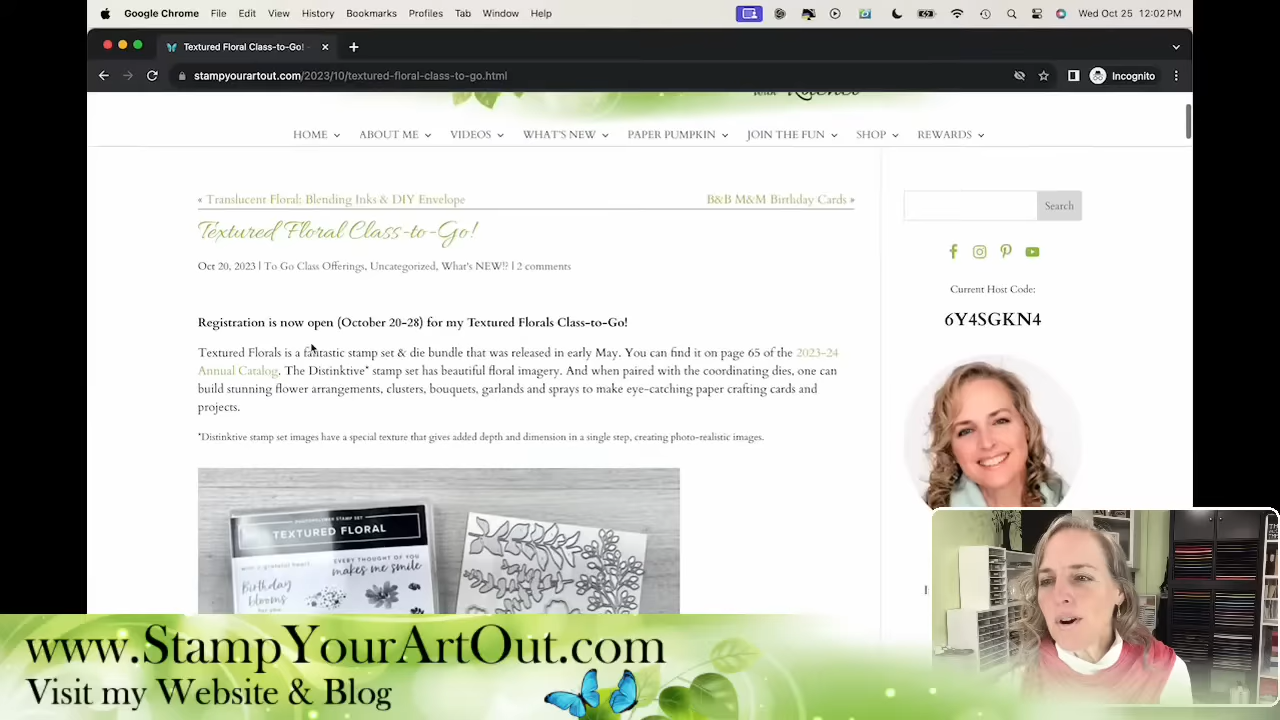 Google Chrome File Edit View History Bookmarks Profiles Tab Window Help Wed Oct 25 12:02 PM
Textured Floral Class-to-Go! -
stampyourartout.com/2023/10/textured-floral-class-to-go.html Incognito
HOME ABOUT ME VIDEOS WHAT'S NEW PAPER PUMPKIN JOIN THE FUN SHOP REWARDS
« Translucent Floral: Blending Inks & DIY Envelope B&B M&M Birthday Cards »
Search
Textured Floral Class-to-Go!
Oct 20, 2023 | To Go Class Offerings, Uncategorized, What's NEW!? | 2 comments
Current Host Code:
6Y4SGKN4
Registration is now open (October 20-28) for my Textured Florals Class-to-Go!
Textured Florals is a fantastic stamp set & die bundle that was released in early May. You can find it on page 65 of the 2023-24
Annual Catalog. The Distinktive* stamp set has beautiful floral imagery. And when paired with the coordinating dies, one can
build stunning flower arrangements, clusters, bouquets, garlands and sprays to make eye-catching paper crafting cards and
projects.
*Distinktive stamp set images have a special texture that gives added depth and dimension in a single step, creating photo-realistic images.
TEXTURED FLORAL
with a grateful heart
EVERY THOUGHT OF YOU
makes me smile
Birthday
blooms
www.StampYourArtOut.com
Visit my Website & Blog